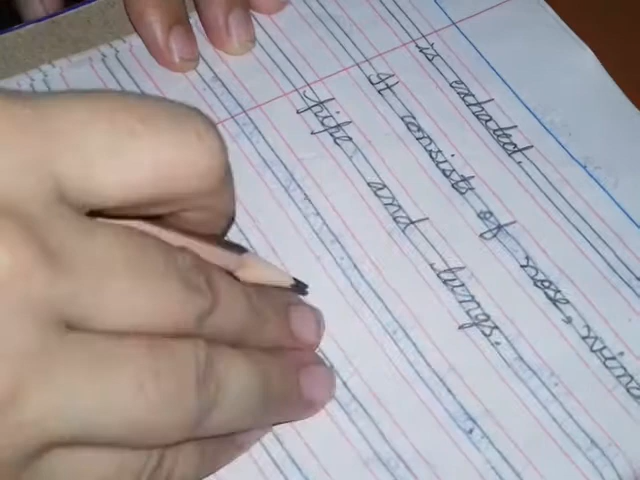 is exhaled.
It consists of nose, wind
pipe and lungs.